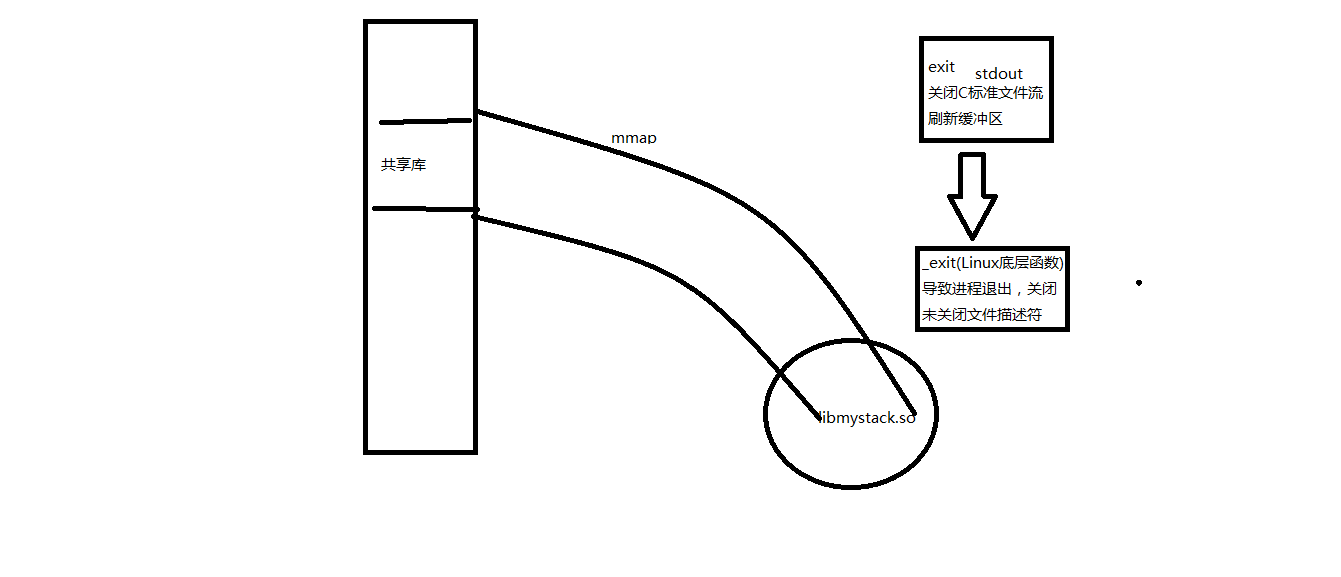 共享库
mmap
libmystack.so
exit stdout
关闭C标准文件流
刷新缓冲区
_exit(Linux底层函数)
导致进程退出，关闭
未关闭文件描述符